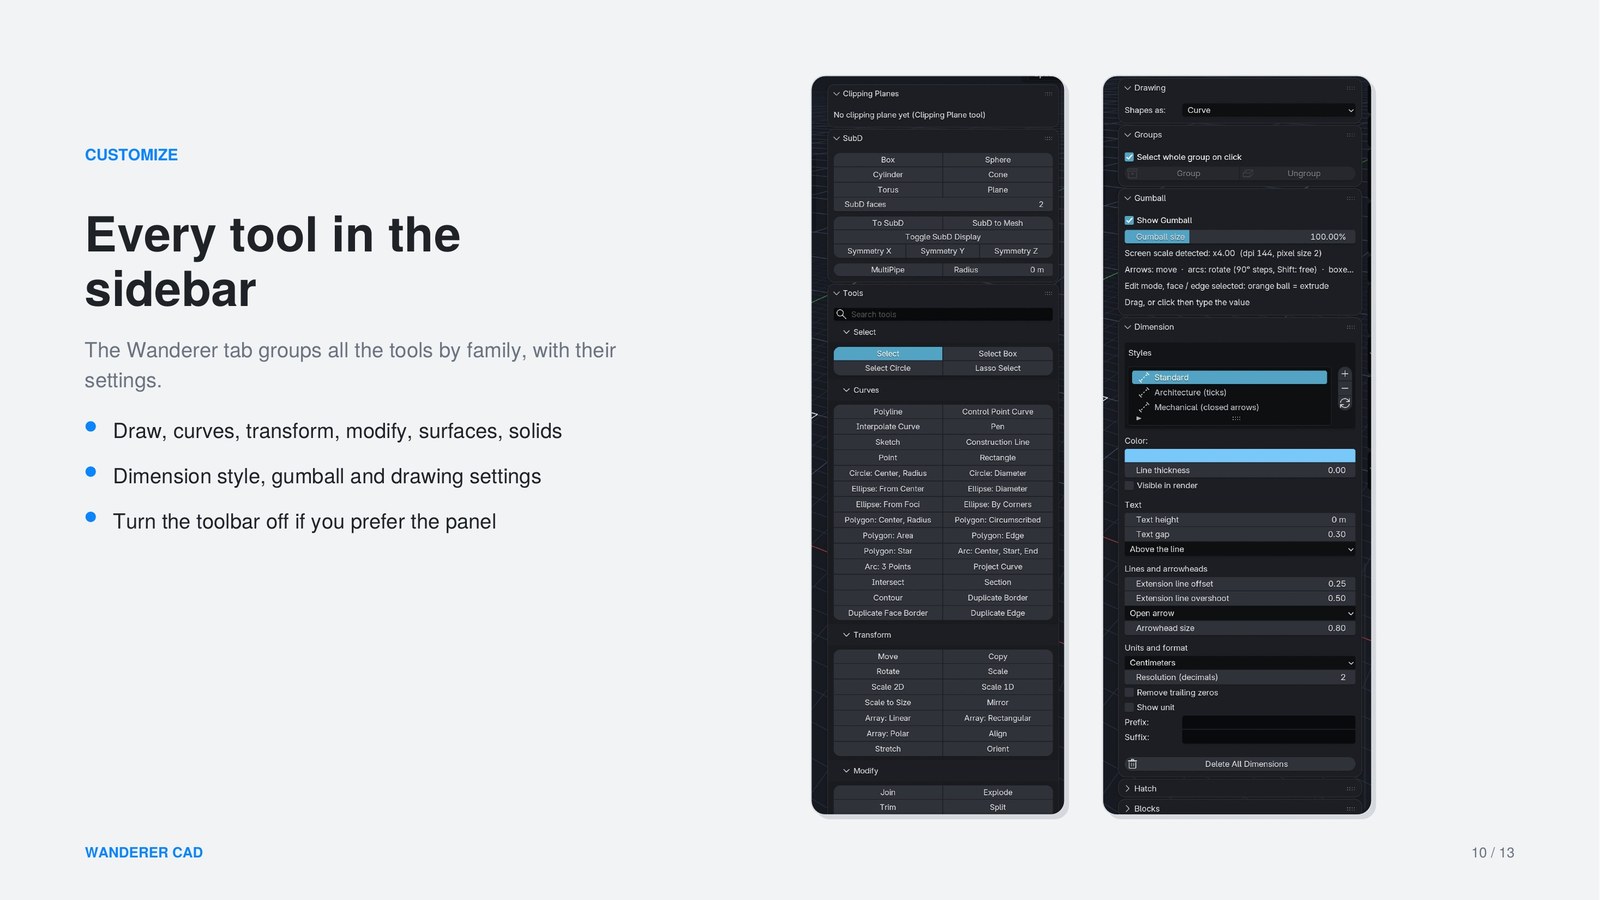 CUSTOMIZE
Every tool in the
sidebar
The Wanderer tab groups all the tools by family, with their
settings.
Draw, curves, transform, modify, surfaces, solids
Dimension style, gumball and drawing settings
Turn the toolbar off if you prefer the panel
Clipping Planes
No clipping plane yet (Clipping Plane tool)
SubD
Box Sphere
Cylinder Cone
Torus Plane
SubD faces 2
To SubD SubD to Mesh
Toggle SubD Display
Symmetry X Symmetry Y Symmetry Z
MultiPipe Radius 0 m
Tools
Search tools
Select
Select Select Box
Select Circle Lasso Select
Curves
Polyline Control Point Curve
Interpolate Curve Pen
Sketch Construction Line
Point Rectangle
Circle: Center, Radius Circle: Diameter
Ellipse: From Center Ellipse: Diameter
Ellipse: From Foci Ellipse: By Corners
Polygon: Center, Radius Polygon: Circumscribed
Polygon: Area Polygon: Edge
Polygon: Star Arc: Center, Start, End
Arc: 3 Points Project Curve
Intersect Section
Contour Duplicate Border
Duplicate Face Border Duplicate Edge
Transform
Move Copy
Rotate Scale
Scale 2D Scale 1D
Scale to Size Mirror
Array: Linear Array: Rectangular
Array: Polar Align
Stretch Orient
Modify
Join Explode
Trim Split
Drawing
Shapes as: Curve
Groups
Select whole group on click
Group Ungroup
Gumball
Show Gumball
Gumball size 100.00%
Screen scale detected: x4.00 (dpi 144, pixel size 2)
Arrows: move · arcs: rotate (90° steps, Shift: free) · boxe...
Edit mode, face / edge selected: orange ball = extrude
Drag, or click then type the value
Dimension
Styles
Standard
Architecture (ticks)
Mechanical (closed arrows)
Color:
Line thickness 0.00
Visible in render
Text
Text height 0 m
Text gap 0.30
Above the line
Lines and arrowheads
Extension line offset 0.25
Extension line overshoot 0.50
Open arrow
Arrowhead size 0.80
Units and format
Centimeters
Resolution (decimals) 2
Remove trailing zeros
Show unit
Prefix:
Suffix:
Delete All Dimensions
Hatch
Blocks
WANDERER CAD
10 / 13